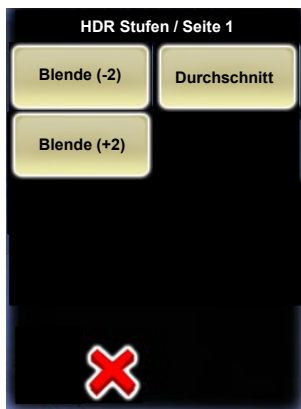 HDR Stufen / Seite 1
Blende (-2)
Durchschnitt
Blende (+2)